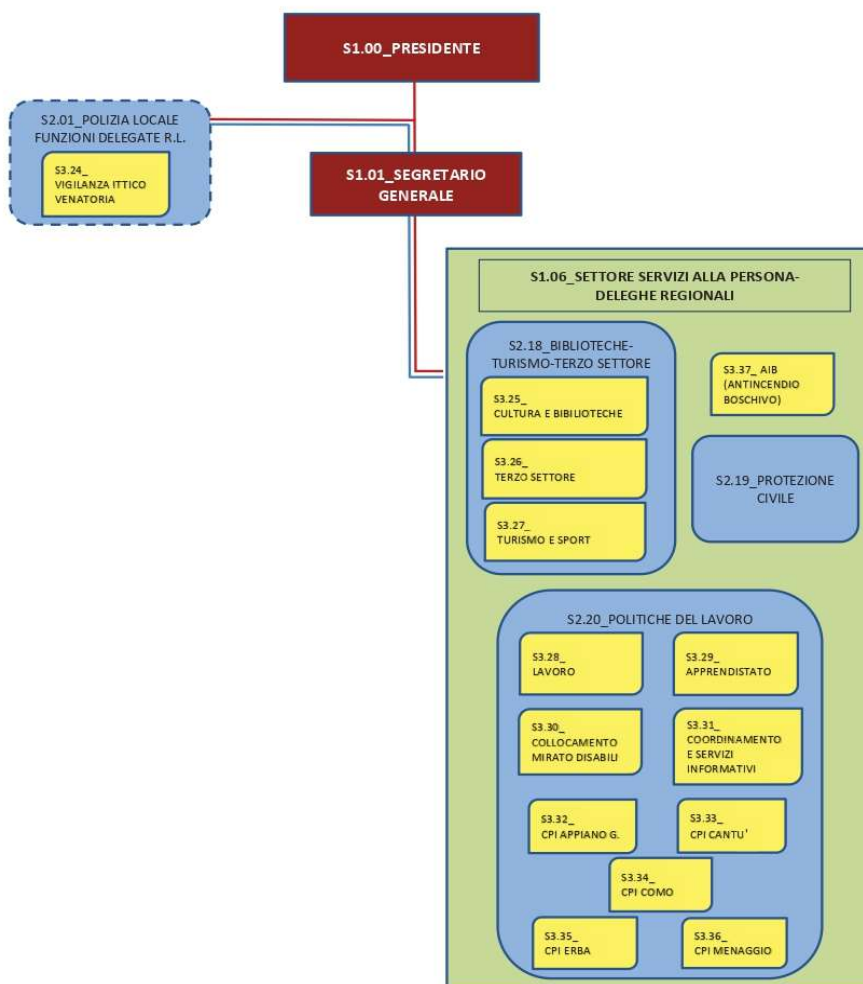 S1.00_PRESIDENTE
S2.01_POLIZIA LOCALE
FUNZIONI DELEGATE R.L.
S3.24_
VIGILANZA ITTICO
VENATORIA
S1.01_SEGRETARIO
GENERALE
S1.06_SETTORE SERVIZI ALLA PERSONA-
DELEGHE REGIONALI
S2.18_BIBLIOTECHE-
TURISMO-TERZO SETTORE
S3.25_
CULTURA E BIBILIOTECHE
S3.26_
TERZO SETTORE
S3.27_
TURISMO E SPORT
S3.37_ AIB
(ANTINCENDIO
BOSCHIVO)
S2.19_PROTEZIONE
CIVILE
S2.20_POLITICHE DEL LAVORO
S3.28_
LAVORO
S3.29_
APPRENDISTATO
S3.30_
COLLOCAMENTO
MIRATO DISABILI
S3.31_
COORDINAMENTO
E SERVIZI
INFORMATIVI
S3.32_
CPI APPIANO G.
S3.33_
CPI CANTU'
S3.34_
CPI COMO
S3.35_
CPI ERBA
S3.36_
CPI MENAGGIO